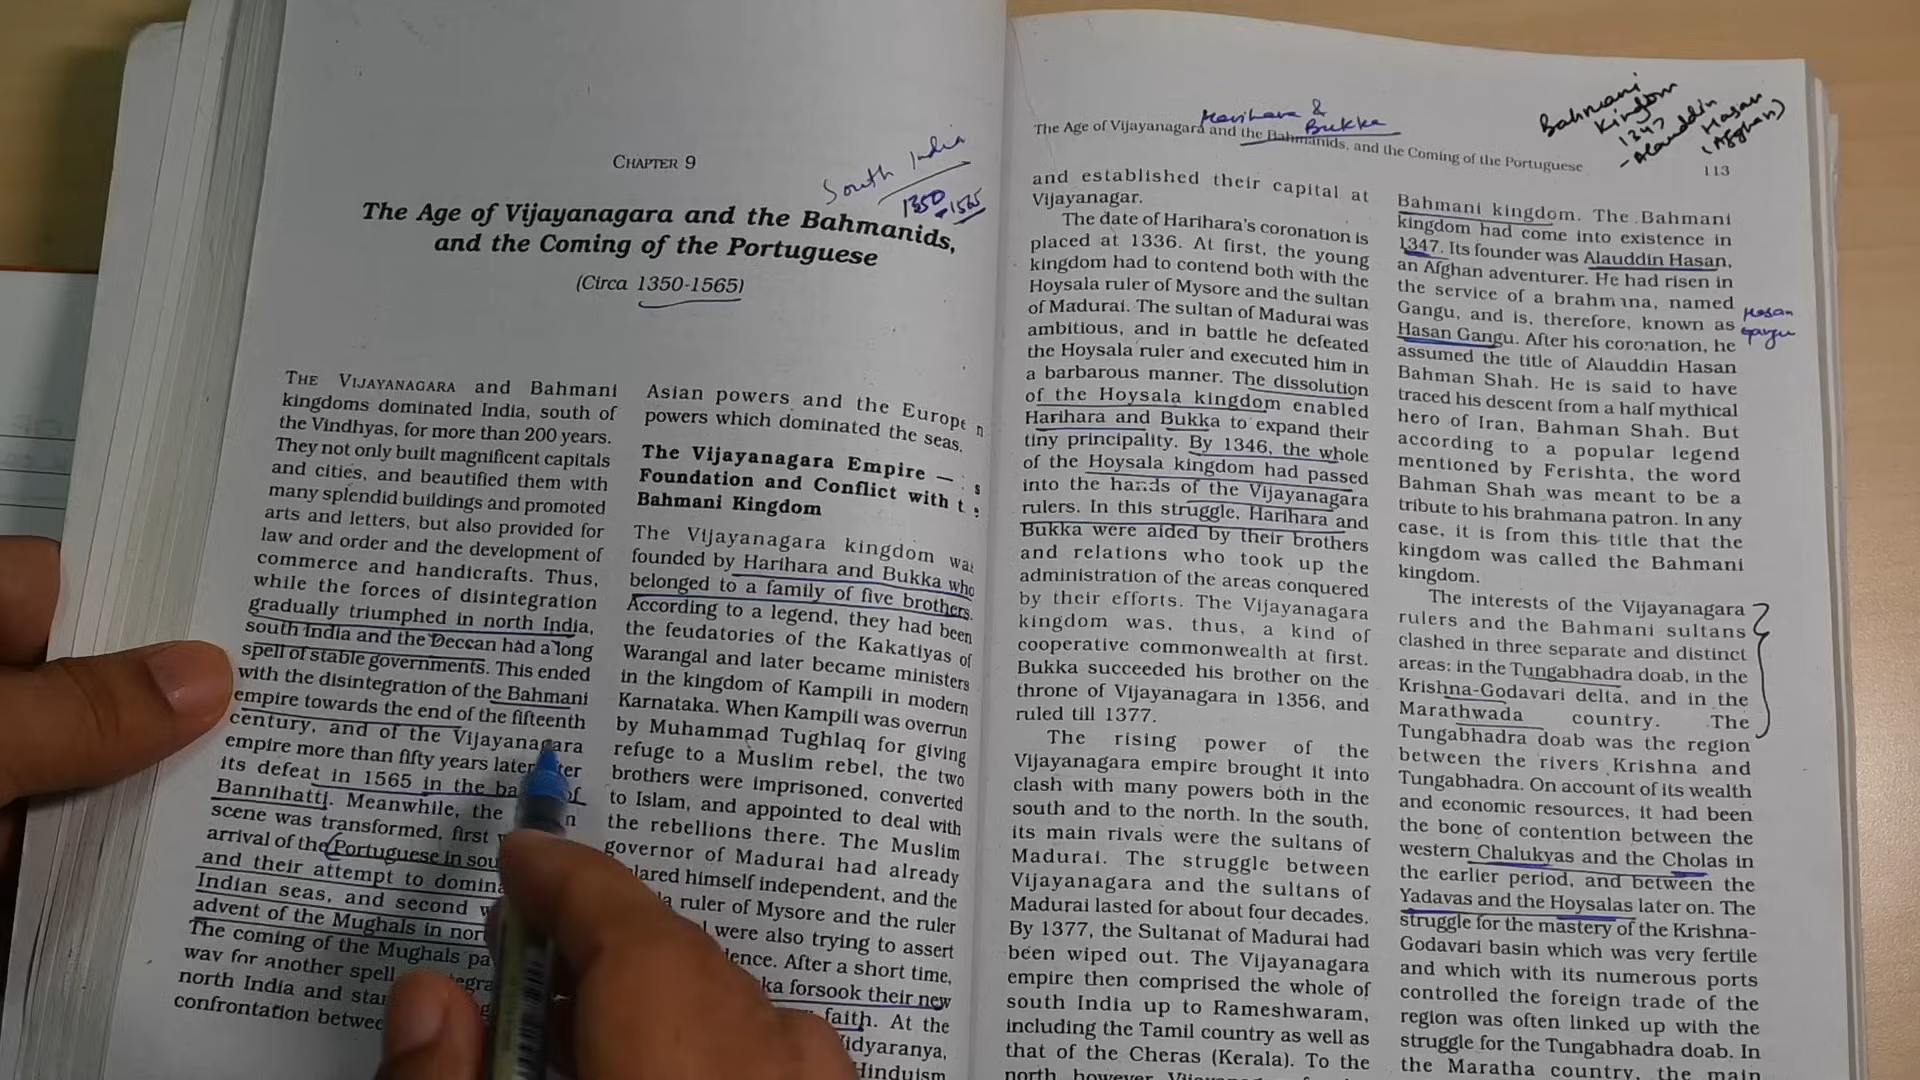 CHAPTER 9
South India
1350-1565
The Age of Vijayanagara and the Bahmanids,
and the Coming of the Portuguese
(Circa 1350-1565)
THE VIJAYANAGARA and Bahmani
kingdoms dominated India, south of
the Vindhyas, for more than 200 years.
They not only built magnificent capitals
and cities, and beautified them with
many splendid buildings and promoted
arts and letters, but also provided for
law and order and the development of
commerce and handicrafts. Thus,
while the forces of disintegration
gradually triumphed in north India,
south India and the Deccan had a long
spell of stable governments. This ended
with the disintegration of the Bahmani
empire towards the end of the fifteenth
century, and of the Vijayanagara
empire more than fifty years later
its defeat in 1565 in the of
Bannihatti. Meanwhile, the
scene was transformed, first
arrival of the Portuguese in
and their attempt to
Indian seas, and second
advent of the Mughals in
The coming of the Mughals
way for another spell
north India and
confrontation
Asian powers and the
powers which dominated the seas.
The Vijayanagara Empire —
Foundation and Conflict with
Bahmani Kingdom
The Vijayanagara kingdom was
founded by Harihara and Bukka who
belonged to a family of five brothers.
According to a legend, they had been
the feudatories of the Kakatiyas of
Warangal and later became ministers
in the kingdom of Kampili in modern
Karnataka. When Kampili was overrun
by Muhammad Tughlaq for giving
refuge to a Muslim rebel, the two
brothers were imprisoned, converted
to Islam, and appointed to deal with
the rebellions there. The Muslim
governor of Madurai had already
himself independent, and the
ruler of Mysore and the ruler
were also trying to assert
After a short time,
forsook their new
faith. At the
Vidyaranya,
Hinduism
Harihara &
Bukka
The Age of Vijayanagara and the Bahmanids, and the Coming of the Portuguese
113
Bahmani
Kingdom
1347
- Alauddin
Hasan
(Afghan)
and established their capital at
Vijayanagar.
The date of Harihara's coronation is
placed at 1336. At first, the young
kingdom had to contend both with the
Hoysala ruler of Mysore and the sultan
of Madurai. The sultan of Madurai was
ambitious, and in battle he defeated
the Hoysala ruler and executed him in
a barbarous manner. The dissolution
of the Hoysala kingdom enabled
Harihara and Bukka to expand their
tiny principality. By 1346, the whole
of the Hoysala kingdom had passed
into the hands of the Vijayanagara
rulers. In this struggle, Harihara and
Bukka were aided by their brothers
and relations who took up the
administration of the areas conquered
by their efforts. The Vijayanagara
kingdom was, thus, a kind of
cooperative commonwealth at first.
Bukka succeeded his brother on the
throne of Vijayanagara in 1356, and
ruled till 1377.
The rising power of the
Vijayanagara empire brought it into
clash with many powers both in the
south and to the north. In the south,
its main rivals were the sultans of
Madurai. The struggle between
Vijayanagara and the sultans of
Madurai lasted for about four decades.
By 1377, the Sultanat of Madurai had
been wiped out. The Vijayanagara
empire then comprised the whole of
south India up to Rameshwaram,
including the Tamil country as well as
that of the Cheras (Kerala). To the
north however
Bahmani kingdom. The Bahmani
kingdom had come into existence in
1347. Its founder was Alauddin Hasan,
an Afghan adventurer. He had risen in
the service of a brahmana, named
Gangu, and is, therefore, known as
Hasan Gangu. After his coronation, he
assumed the title of Alauddin Hasan
Bahman Shah. He is said to have
traced his descent from a half mythical
hero of Iran, Bahman Shah. But
according to a popular legend
mentioned by Ferishta, the word
Bahman Shah was meant to be a
tribute to his brahmana patron. In any
case, it is from this title that the
kingdom was called the Bahmani
kingdom.
The interests of the Vijayanagara
rulers and the Bahmani sultans
clashed in three separate and distinct
areas: in the Tungabhadra doab, in the
Krishna-Godavari delta, and in the
Marathwada country. The
Tungabhadra doab was the region
between the rivers Krishna and
Tungabhadra. On account of its wealth
and economic resources, it had been
the bone of contention between the
western Chalukyas and the Cholas in
the earlier period, and between the
Yadavas and the Hoysalas later on. The
struggle for the mastery of the Krishna-
Godavari basin which was very fertile
and which with its numerous ports
controlled the foreign trade of the
region was often linked up with the
struggle for the Tungabhadra doab. In
the Maratha country, the main
Hasan
Gangu